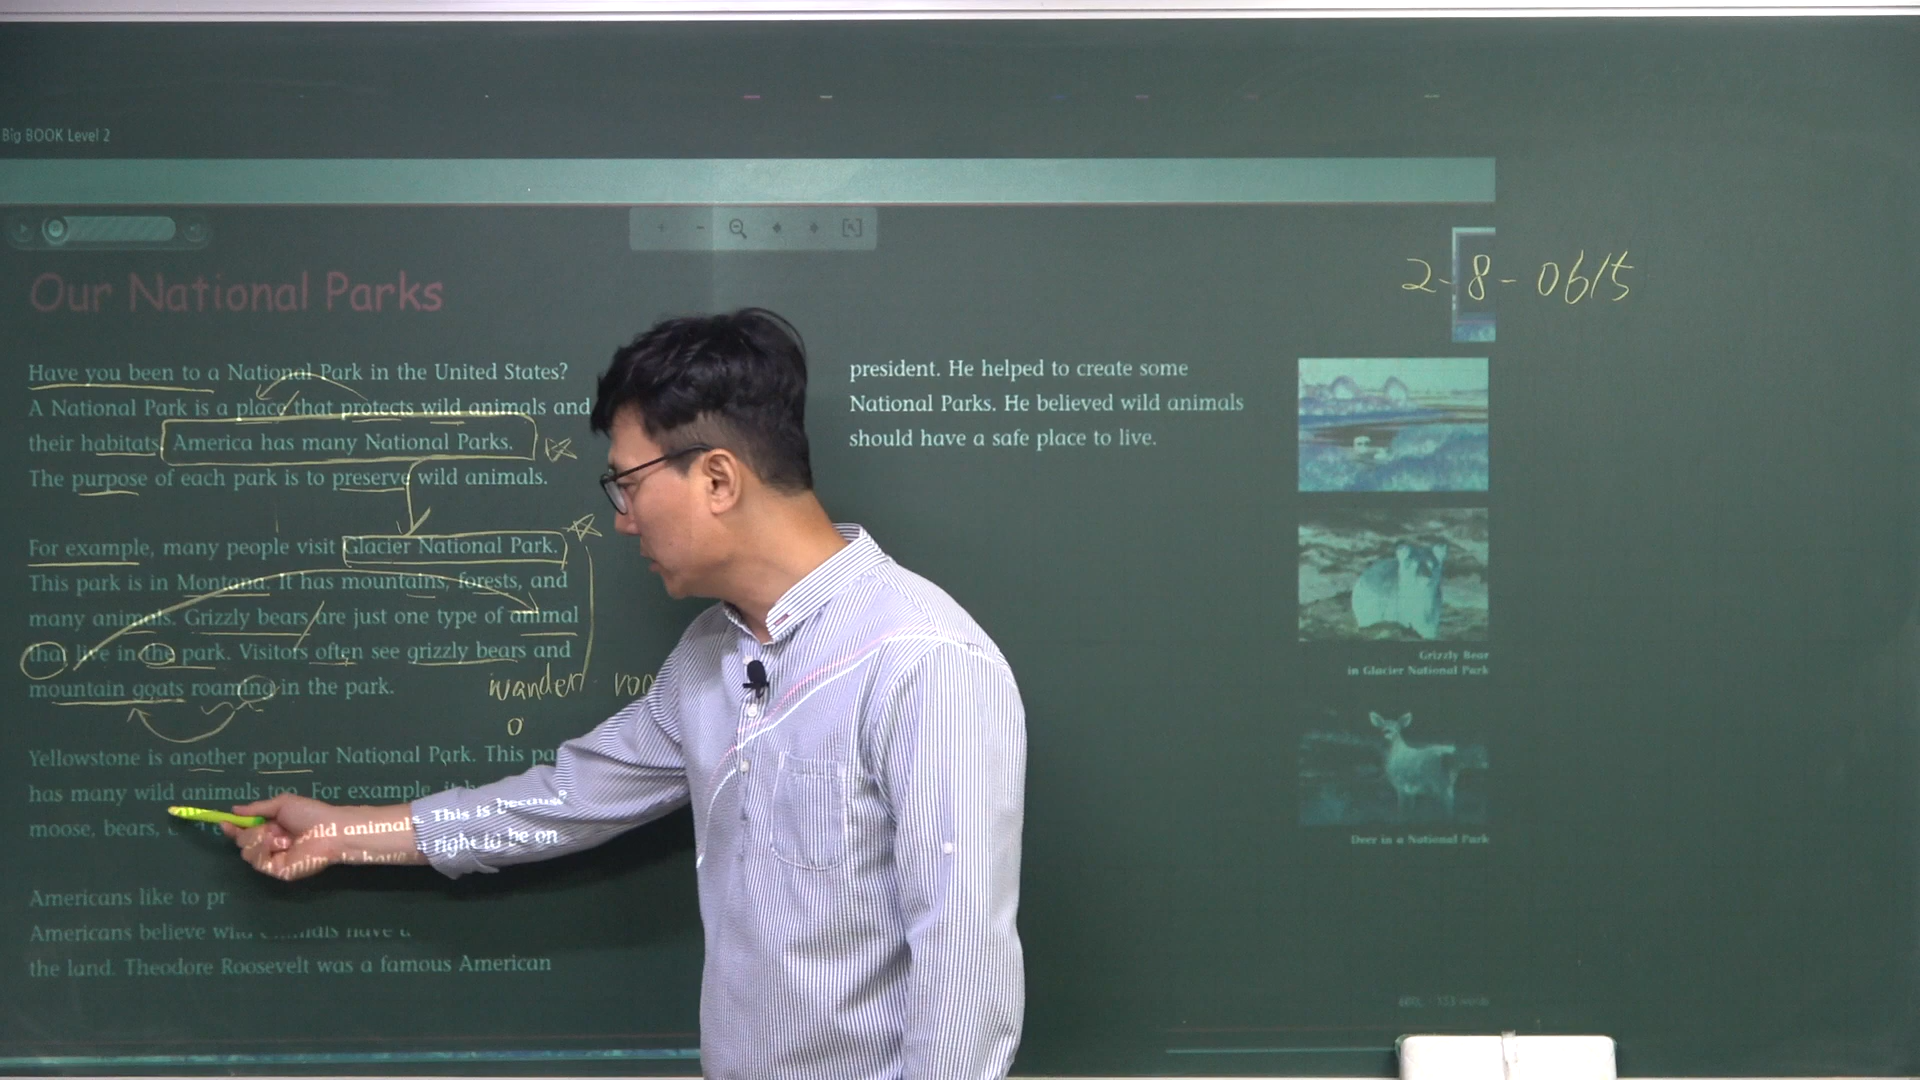 Big BOOK Level 2
2-8-0615
Our National Parks
Have you been to a National Park in the United States?
A National Park is a place that protects wild animals and
their habitats. America has many National Parks.
The purpose of each park is to preserve wild animals.
For example, many people visit Glacier National Park.
This park is in Montana. It has mountains, forests, and
many animals. Grizzly bears are just one type of animal
that live in the park. Visitors often see grizzly bears and
mountain goats roaming in the park.
wander
Yellowstone is another popular National Park. This
has many wild animals too. For example,
moose, bears,
wild animals. This is because
right to be on
Americans like to
Americans believe
the land. Theodore Roosevelt was a famous American
president. He helped to create some
National Parks. He believed wild animals
should have a safe place to live.
Grizzly Bear
in Glacier National Park
Deer in a National Park